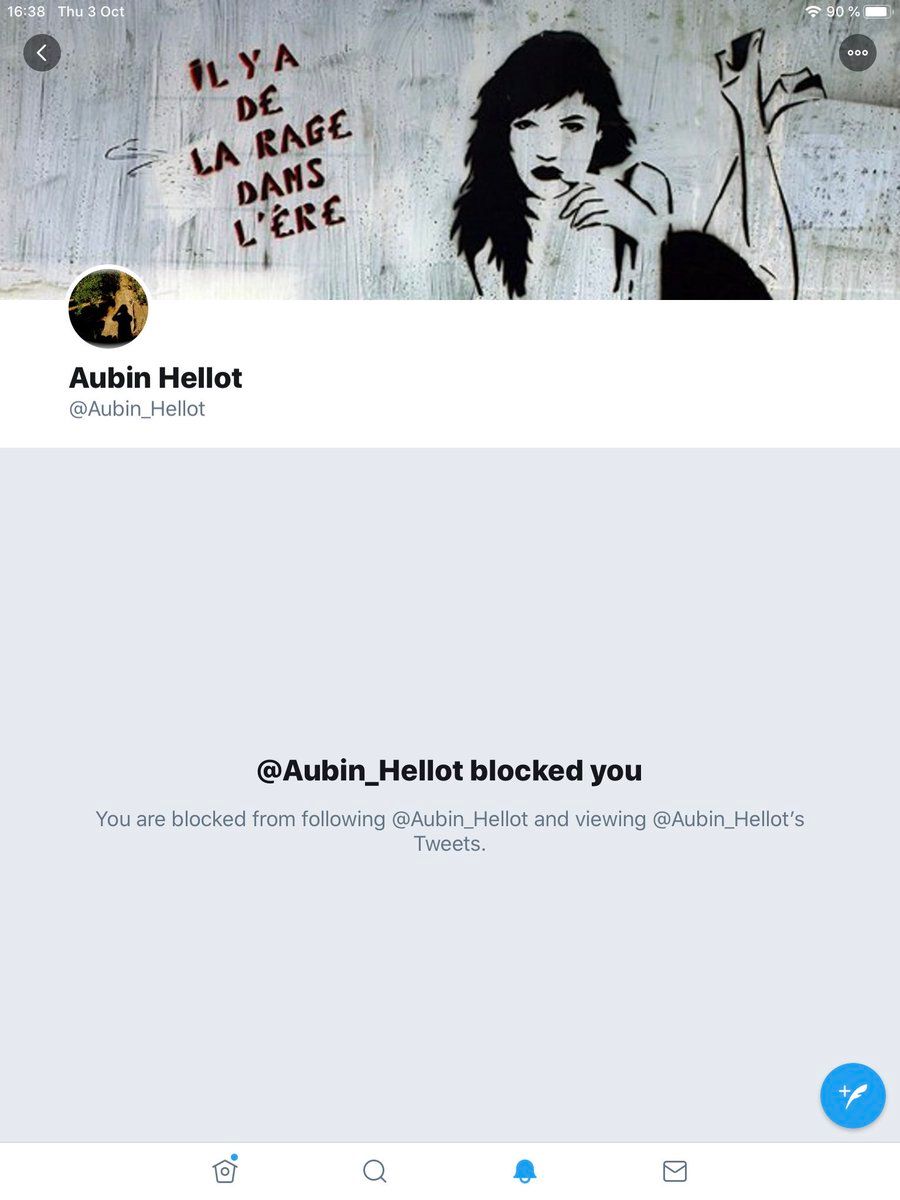 16:38 Thu 3 Oct 90 %
IL Y A
DE
LA RAGE
DANS
L'ÈRE
Aubin Hellot
@Aubin_Hellot
@Aubin_Hellot blocked you
You are blocked from following @Aubin_Hellot and viewing @Aubin_Hellot’s
Tweets.